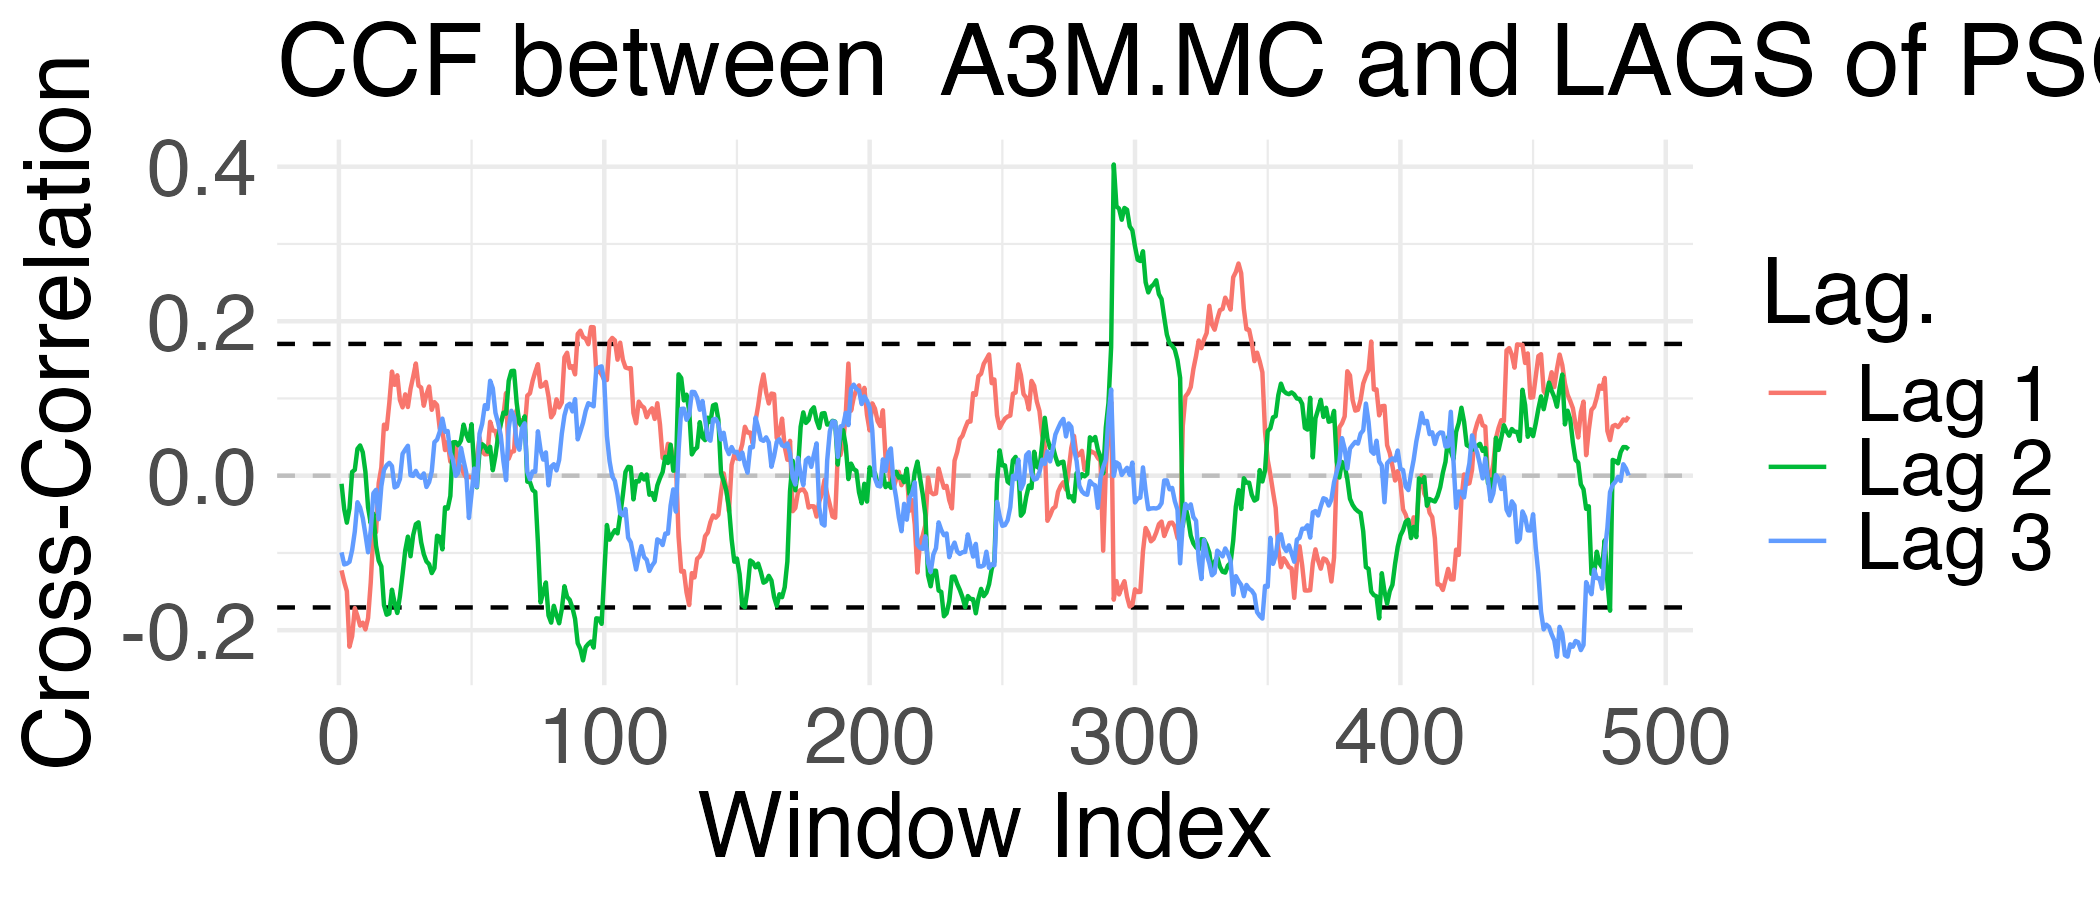 CCF between  A3M.MC and LAGS of PS
Cross-Correlation
0.4
0.2
0.0
-0.2
0 100 200 300 400 500
Window Index
Lag.
Lag 1
Lag 2
Lag 3